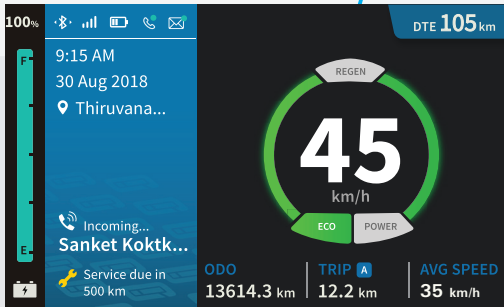 100%
F
E
9:15 AM
30 Aug 2018
Thiruvana...
Incoming...
Sanket Koktk...
Service due in
500 km
DTE 105 km
REGEN
45
km/h
ECO POWER
ODO TRIP A AVG SPEED
13614.3 km 12.2 km 35 km/h